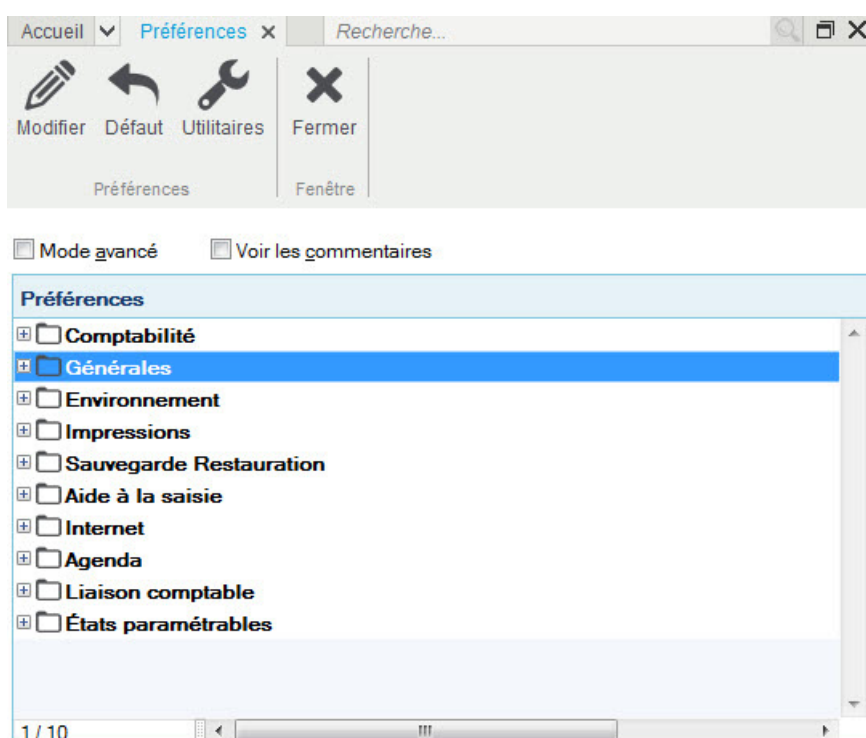 Accueil Préférences Recherche...
Modifier Défaut Utilitaires Fermer
Préférences Fenêtre
Mode avancé Voir les commentaires
Préférences
Comptabilité
Générales
Environnement
Impressions
Sauvegarde Restauration
Aide à la saisie
Internet
Agenda
Liaison comptable
États paramétrables
1 / 10